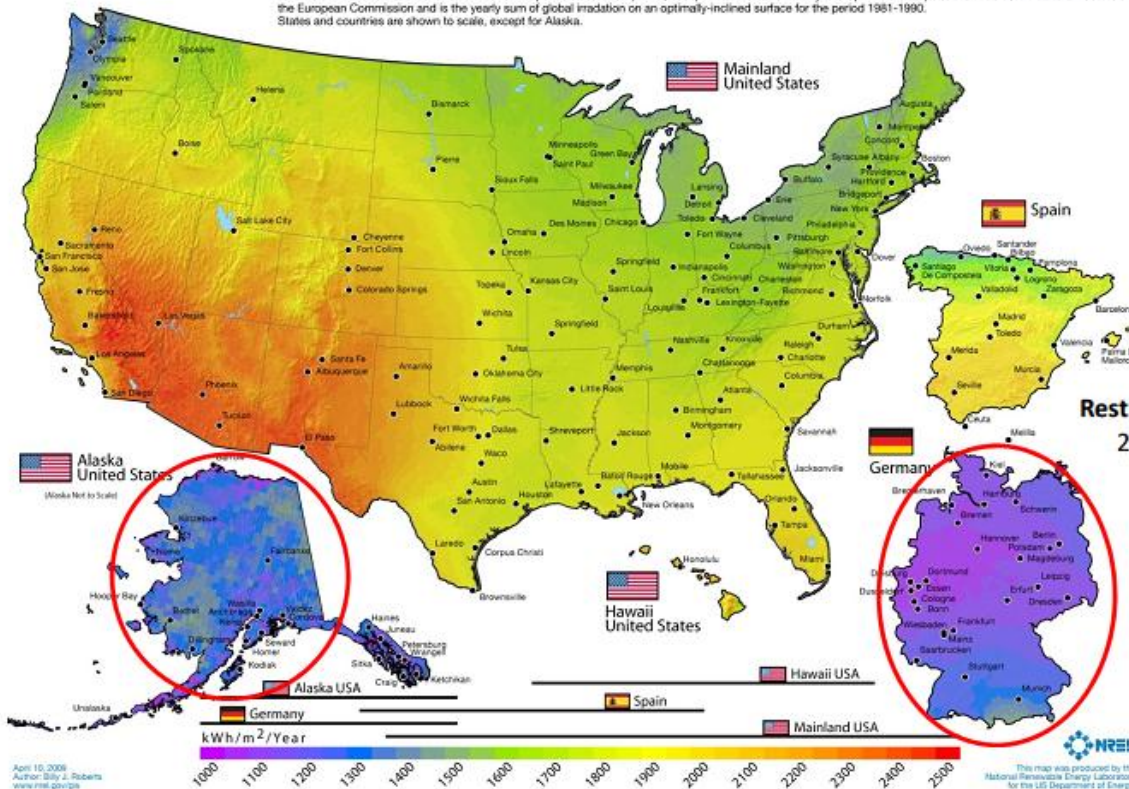 the European Commission and is the yearly sum of global irradation on an optimally-inclined surface for the period 1981-1990.
States and countries are shown to scale, except for Alaska.
Mainland
United States
Seattle
Olympia
Spokane
Vancouver
Portland
Salem
Helena
Bismarck
Boise
Pierre
Minneapolis
Saint Paul
Green Bay
Augusta
Montpelier
Concord
Syracuse Albany
Boston
Providence
Hartford
Bridgeport
Buffalo
New York
Sioux Falls
Milwaukee
Madison
Lansing
Detroit
Erie
Reno
Salt Lake City
Cheyenne
Fort Collins
Omaha
Des Moines
Chicago
Toledo
Cleveland
Philadelphia
Sacramento
San Francisco
San Jose
Denver
Lincoln
Fort Wayne
Pittsburgh
Columbus
Baltimore
Washington
Dover
Fresno
Colorado Springs
Topeka
Kansas City
Springfield
Saint Louis
Indianapolis
Cincinnati
Charleston
Frankfort
Louisville
Lexington-Fayette
Richmond
Norfolk
Bakersfield
Las Vegas
Wichita
Springfield
Durham
Raleigh
Los Angeles
Santa Fe
Albuquerque
Amarillo
Tulsa
Oklahoma City
Nashville
Knoxville
Chattanooga
Charlotte
Memphis
Little Rock
Columbia
San Diego
Phoenix
Tucson
Lubbock
Wichita Falls
Atlanta
Birmingham
El Paso
Fort Worth
Dallas
Abilene
Shreveport
Jackson
Montgomery
Savannah
Waco
Austin
San Antonio
Houston
Lafayette
Baton Rouge
Mobile
Tallahassee
Jacksonville
New Orleans
Orlando
Tampa
Miami
Laredo
Corpus Christi
Brownsville
Spain
Oviedo
Santander
Bilbao
Pamplona
Santiago
De Compostela
Vitoria
Logrono
Valladolid
Zaragoza
Barcelon
Madrid
Toledo
Valencia
Palma
Mallor
Merida
Murcia
Seville
Ceuta
Melilla
Rest
2
Alaska
United States
(Alaska Not to Scale)
Kotzebue
Nome
Fairbanks
Hooper Bay
Bethel
Wasilla
Anchorage
Kenai
Valdez
Cordova
Dillingham
Seward
Homer
Kodiak
Unalaska
Haines
Juneau
Petersburg
Wrangell
Sitka
Craig
Ketchikan
Honolulu
Hawaii
United States
Germany
Kiel
Bremerhaven
Hamburg
Schwerin
Bremen
Hannover
Berlin
Potsdam
Magdeburg
Duisburg
Dortmund
Essen
Dusseldorf
Cologne
Bonn
Leipzig
Erfurt
Dresden
Wiesbaden
Frankfurt
Mainz
Saarbrucken
Stuttgart
Munich
Alaska USA
Hawaii USA
Spain
Germany
Mainland USA
kWh/m2/Year
1000 1100 1200 1300 1400 1500 1600 1700 1800 1900 2000 2100 2200 2300 2400 2500
April 10, 2009
Author: Billy J. Roberts
www.nrel.gov/gis
NREL
This map was produced by th
National Renewable Energy Laborator
for the US Department of Energ